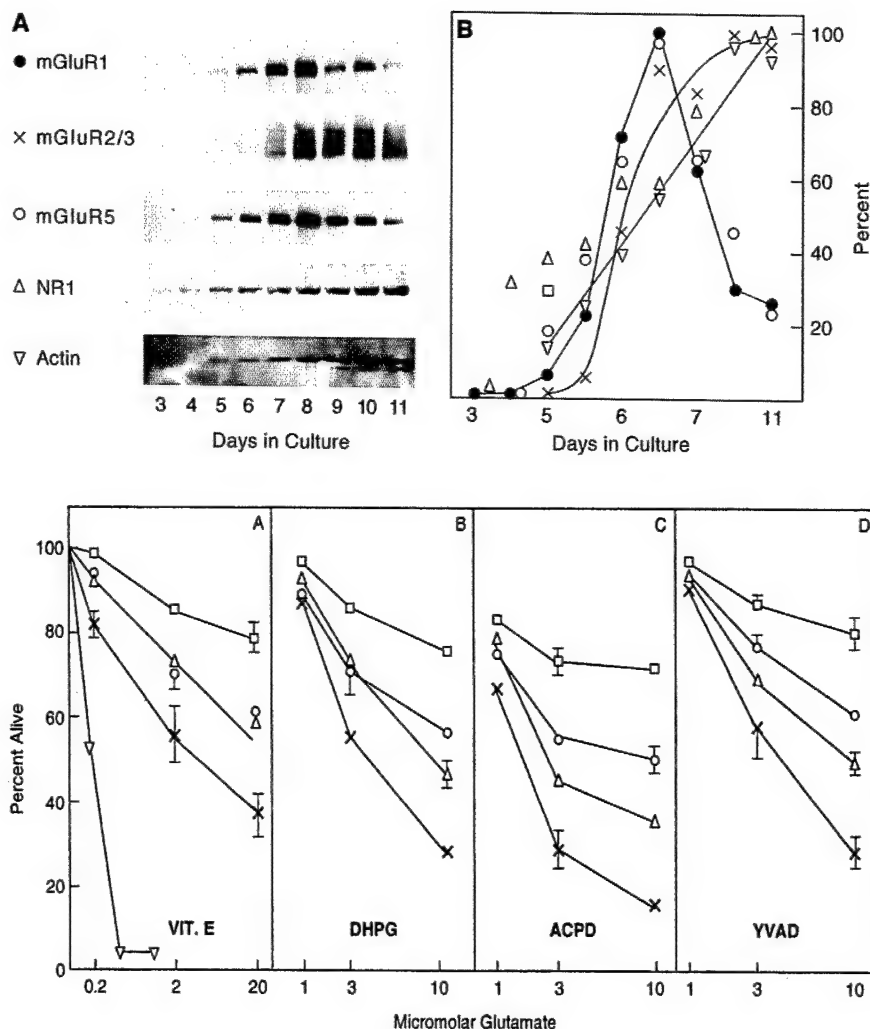 A
● mGluR1
× mGluR2/3
○ mGluR5
△ NR1
▽ Actin
3 4 5 6 7 8 9 10 11
Days in Culture
B
100
80
60
40
20
Percent
3 5 6 7 11
Days in Culture
A
B
C
D
100
80
60
40
20
0
Percent Alive
VIT. E
DHPG
ACPD
YVAD
0.2 2 20
1 3 10
1 3 10
1 3 10
Micromolar Glutamate